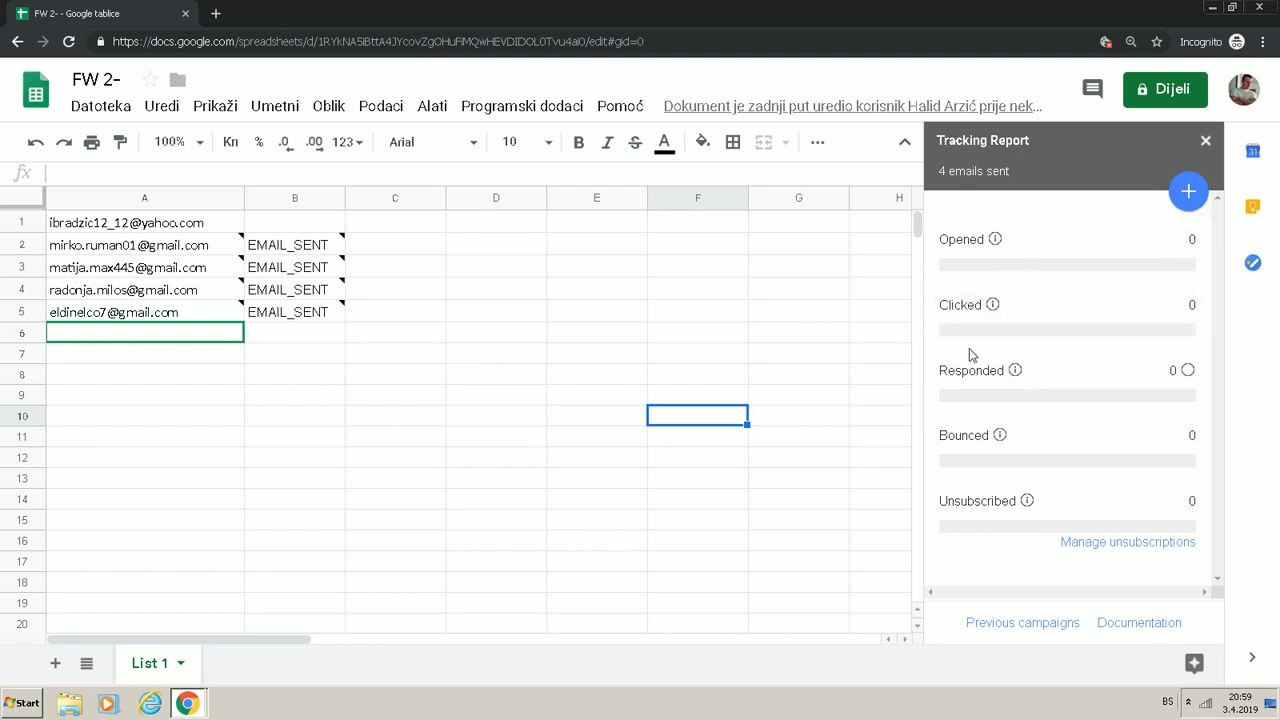 FW 2- - Google tablice
https://docs.google.com/spreadsheets/d/1RYkNA5iBttA4JYcovZgOHuFiMQwHEVDIDOL0Tvu4ai0/edit#gid=0
Incognito
FW 2-
Datoteka Uredi Prikaži Umetni Oblik Podaci Alati Programski dodaci Pomoć Dokument je zadnji put uredio korisnik Halid Arzić prije nek...
Dijeli
100% Kn % .0 .00 123 Arial 10 B I S A
fx
Tracking Report
4 emails sent
A B C D E F G H
1 ibradzic12_12@yahoo.com
2 mirko.ruman01@gmail.com EMAIL_SENT
3 matija.max445@gmail.com EMAIL_SENT
4 radonja.milos@gmail.com EMAIL_SENT
5 eldinelco7@gmail.com EMAIL_SENT
6
7
8
9
10
11
12
13
14
15
16
17
18
19
20
Opened 0
Clicked 0
Responded 0
Bounced 0
Unsubscribed 0
Manage unsubscriptions
Previous campaigns Documentation
List 1
Start
BS
20:59
3.4.2019
31